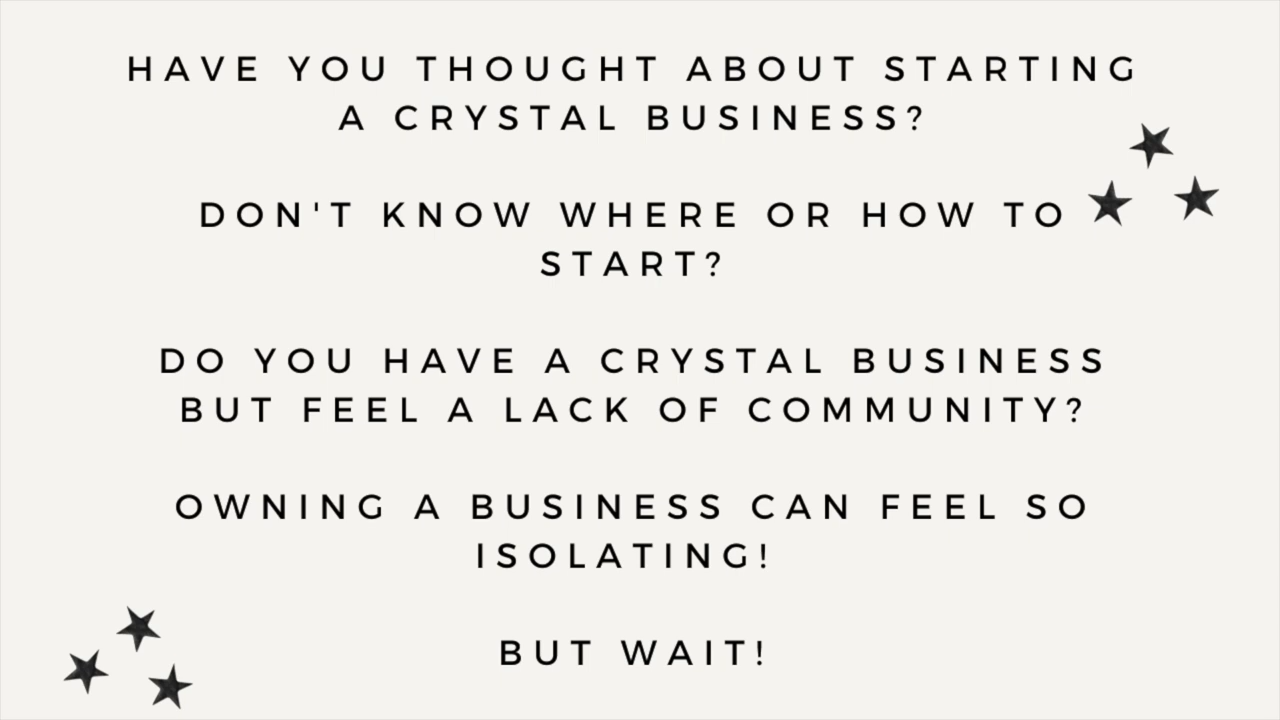 HAVE YOU THOUGHT ABOUT STARTING
A CRYSTAL BUSINESS?
DON'T KNOW WHERE OR HOW TO
START?
DO YOU HAVE A CRYSTAL BUSINESS
BUT FEEL A LACK OF COMMUNITY?
OWNING A BUSINESS CAN FEEL SO
ISOLATING!
BUT WAIT!